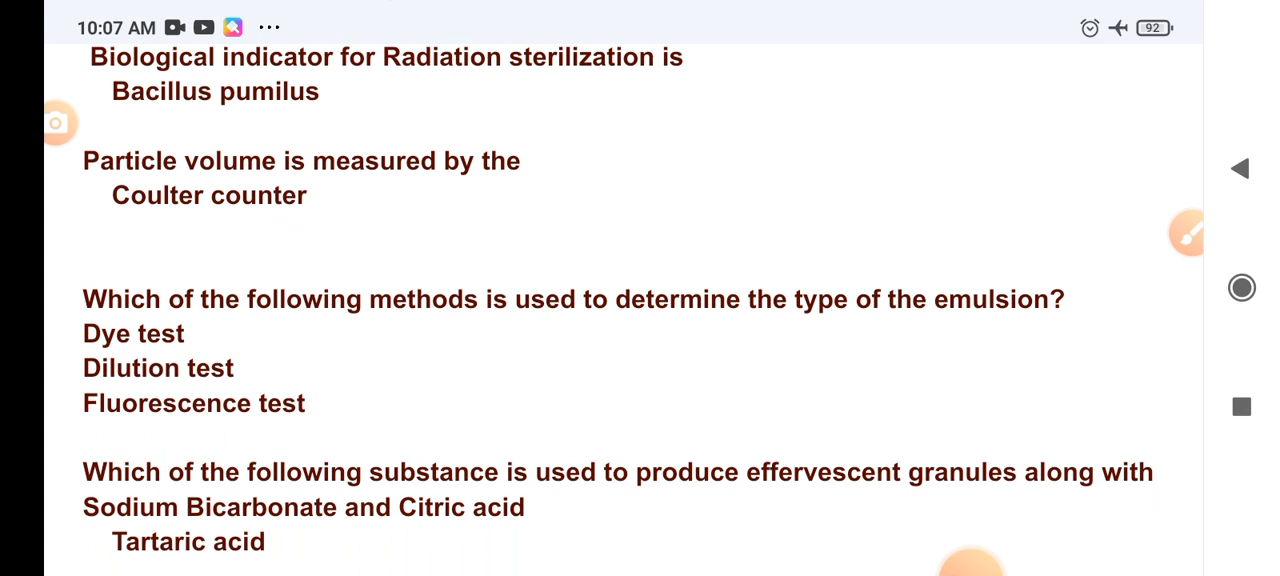 10:07 AM ... 92
Biological indicator for Radiation sterilization is
Bacillus pumilus
Particle volume is measured by the
Coulter counter
Which of the following methods is used to determine the type of the emulsion?
Dye test
Dilution test
Fluorescence test
Which of the following substance is used to produce effervescent granules along with
Sodium Bicarbonate and Citric acid
Tartaric acid